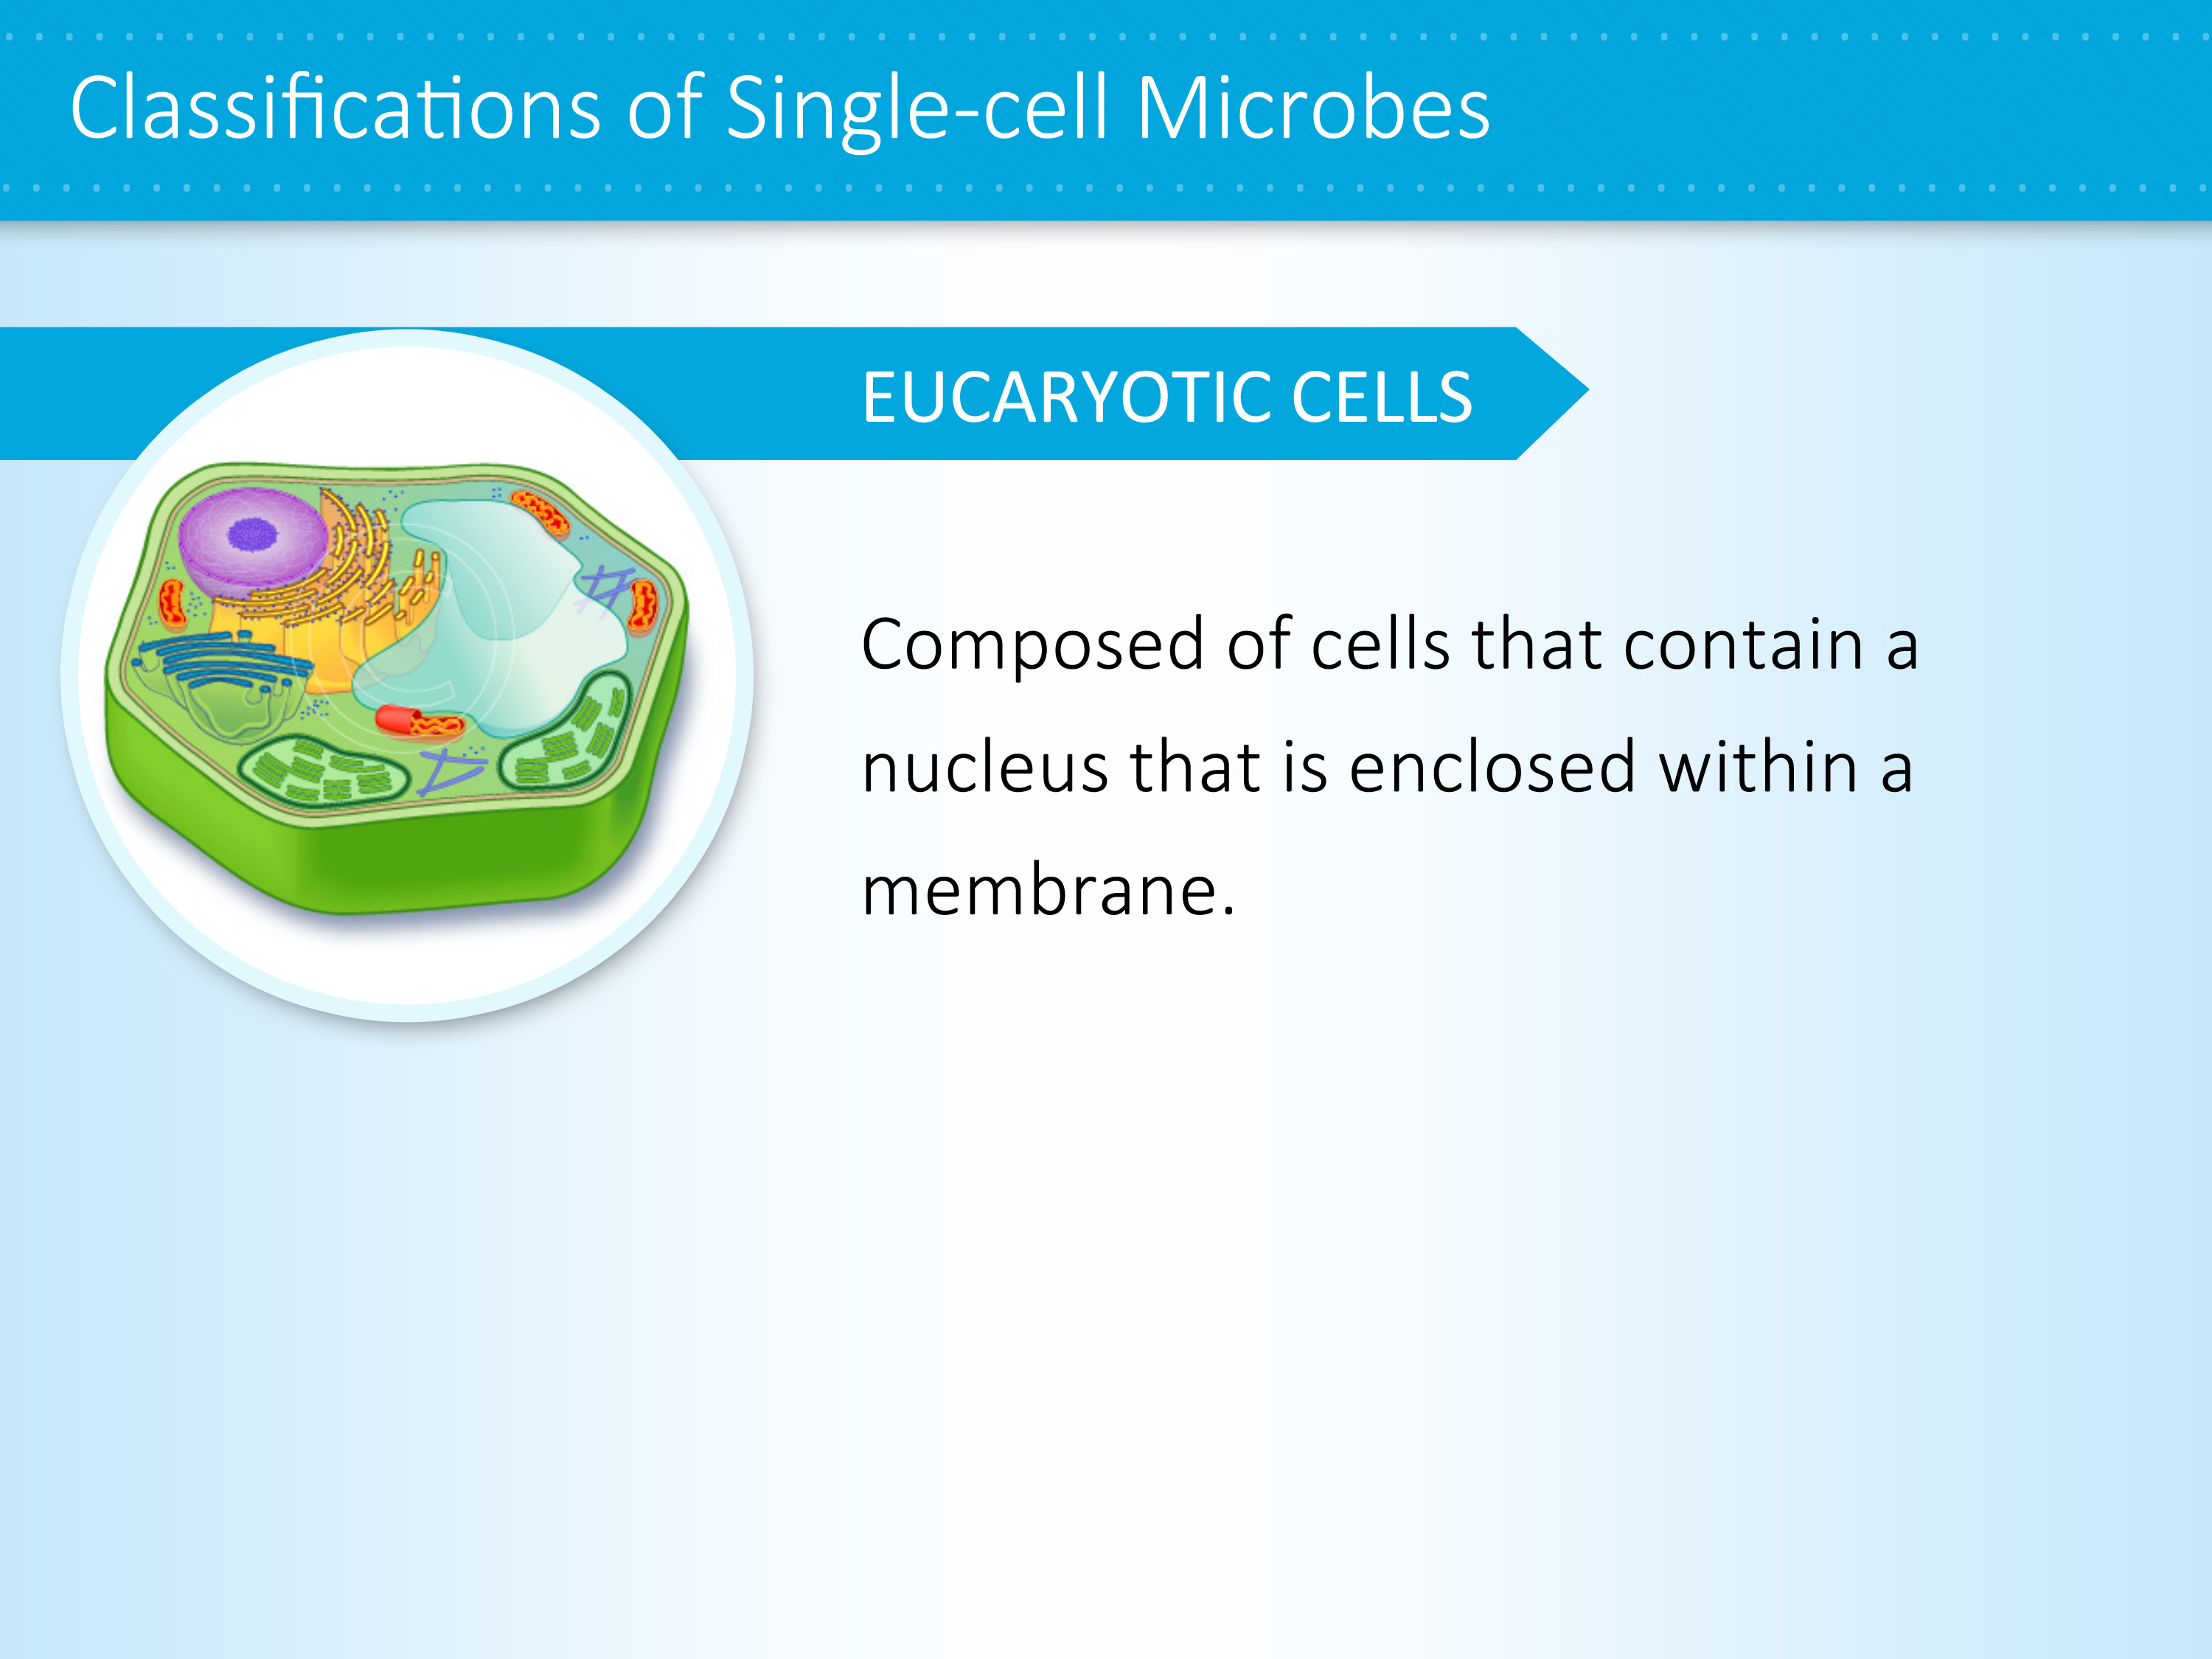 Classifications of Single-cell Microbes
EUCARYOTIC CELLS
Composed of cells that contain a
nucleus that is enclosed within a
membrane.